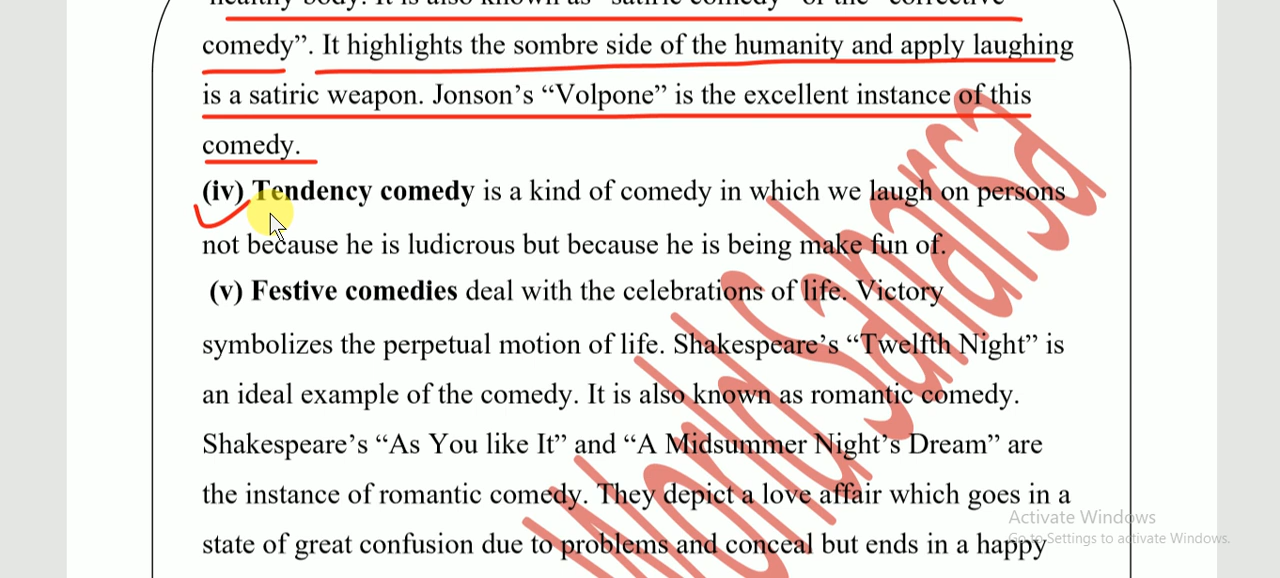 healthy body. It is also known as "satiric comedy" or the "corrective
comedy”. It highlights the sombre side of the humanity and apply laughing
is a satiric weapon. Jonson’s “Volpone” is the excellent instance of this
comedy.
(iv) Tendency comedy is a kind of comedy in which we laugh on persons
not because he is ludicrous but because he is being make fun of.
(v) Festive comedies deal with the celebrations of life. Victory
symbolizes the perpetual motion of life. Shakespeare’s “Twelfth Night” is
an ideal example of the comedy. It is also known as romantic comedy.
Shakespeare’s “As You like It” and “A Midsummer Night’s Dream” are
the instance of romantic comedy. They depict a love affair which goes in a
state of great confusion due to problems and conceal but ends in a happy
World Saharsa
Activate Windows
Go to Settings to activate Windows.